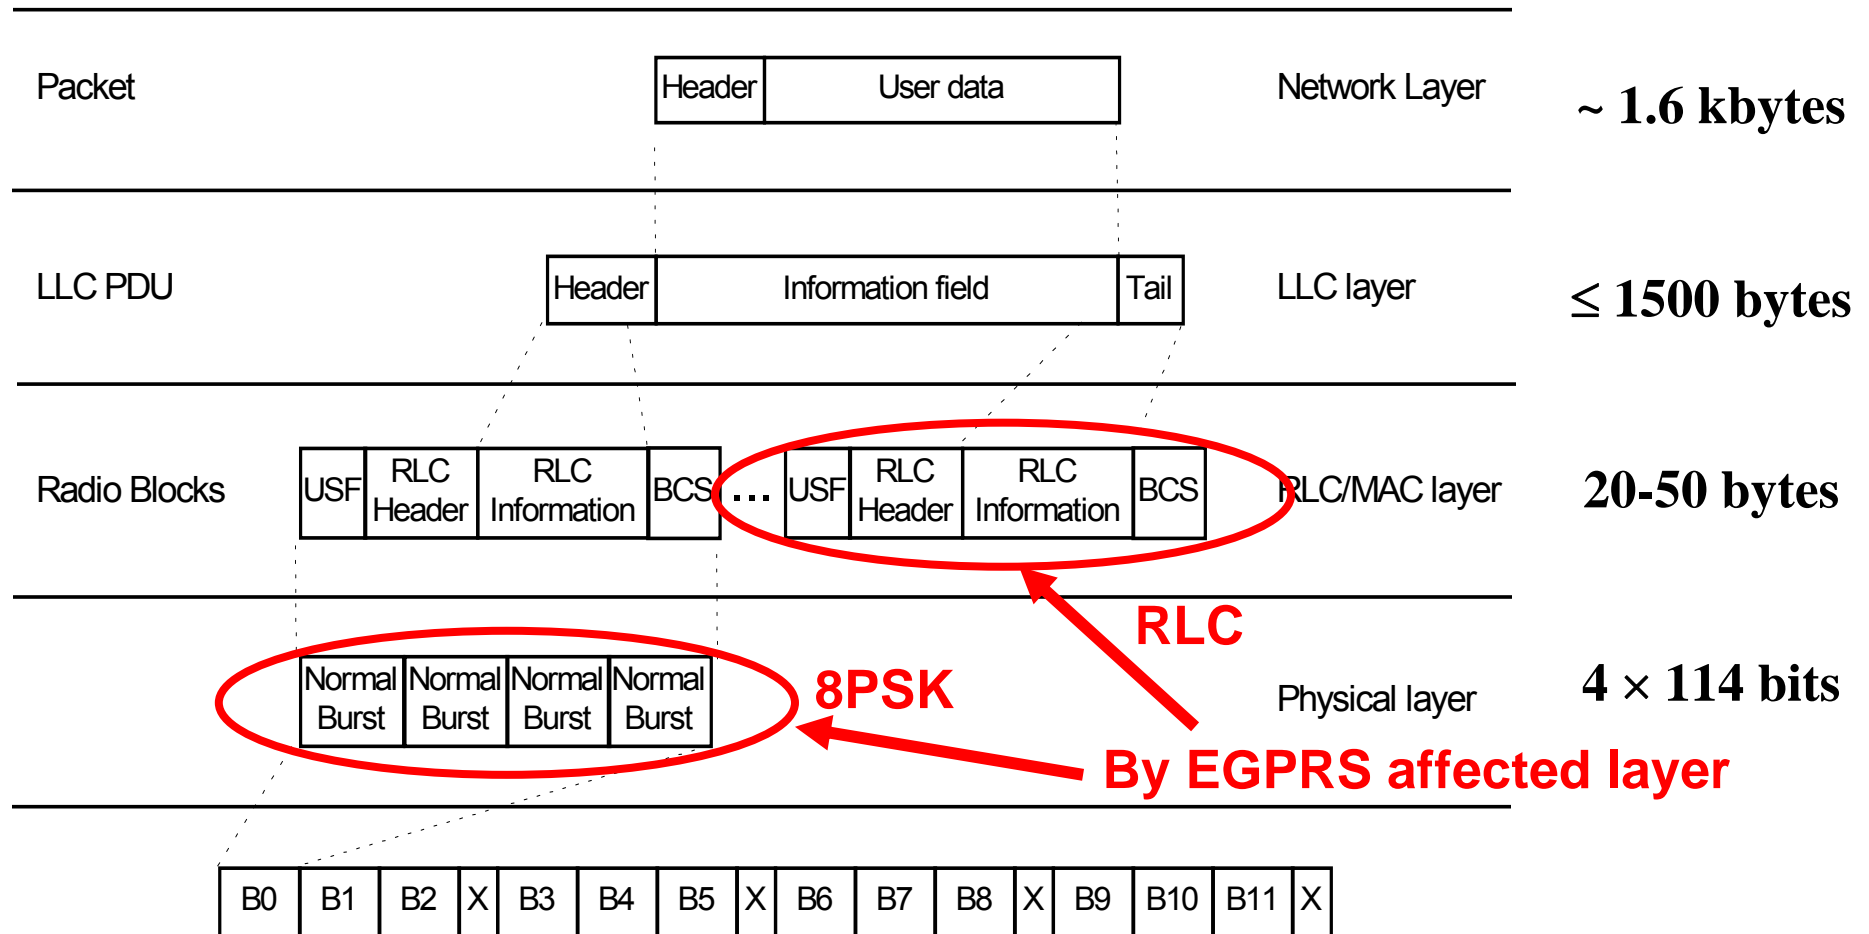 Packet Header User data Network Layer ~ 1.6 kbytes
LLC PDU Header Information field Tail LLC layer ≤ 1500 bytes
Radio Blocks USF RLC Header RLC Information BCS ... USF RLC Header RLC Information BCS RLC/MAC layer 20-50 bytes
RLC
Normal Burst Normal Burst Normal Burst Normal Burst 8PSK Physical layer 4 × 114 bits
By EGPRS affected layer
B0 B1 B2 X B3 B4 B5 X B6 B7 B8 X B9 B10 B11 X